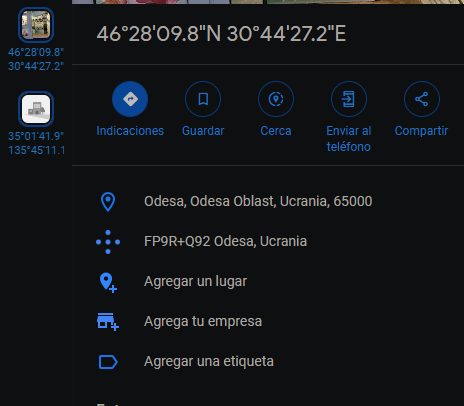 46°28'09.8"N 30°44'27.2"E
46°28'09.8"
30°44'27.2"
35°01'41.9"
135°45'11.1
Indicaciones
Guardar
Cerca
Enviar al
teléfono
Compartir
Odesa, Odesa Oblast, Ucrania, 65000
FP9R+Q92 Odesa, Ucrania
Agregar un lugar
Agrega tu empresa
Agregar una etiqueta